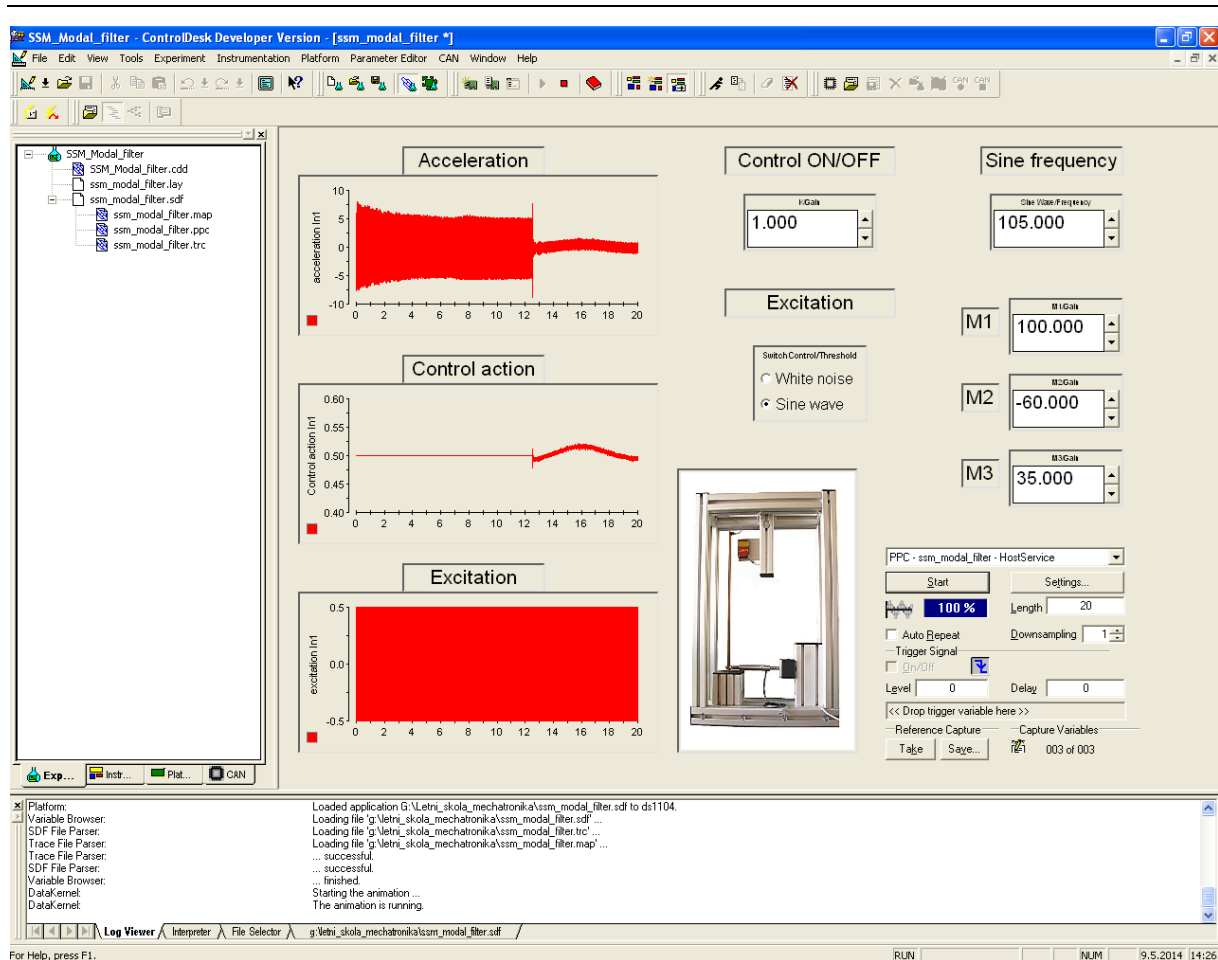 SSM_Modal_filter - ControlDesk Developer Version - [ssm_modal_filter *]
File Edit View Tools Experiment Instrumentation Platform Parameter Editor CAN Window Help
CAN CAN
SSM_Modal_filter
SSM_Modal_filter.cdd
ssm_modal_filter.lay
ssm_modal_filter.sdf
ssm_modal_filter.map
ssm_modal_filter.ppc
ssm_modal_filter.trc
Exp... Instr... Plat... CAN
Acceleration
acceleration In1
10
5
0
-5
-10
0 2 4 6 8 10 12 14 16 18 20
Control action
Control action In1
0.60
0.55
0.50
0.45
0.40
0 2 4 6 8 10 12 14 16 18 20
Excitation
excitation In1
0.5
0.0
-0.5
0 2 4 6 8 10 12 14 16 18 20
Control ON/OFF
K/Gain
1.000
Sine frequency
Sine Wave/Frequency
105.000
Excitation
Switch Control/Threshold
White noise
Sine wave
M1
M1/Gain
100.000
M2
M2/Gain
-60.000
M3
M3/Gain
35.000
PPC - ssm_modal_filter - HostService
Start Settings...
100 % Length 20
Auto Repeat Downsampling 1
Trigger Signal
On/Off
Level 0 Delay 0
<< Drop trigger variable here >>
Reference Capture Capture Variables
Take Save... 003 of 003
Platform: Loaded application G:\Letni_skola_mechatronika\ssm_modal_filter.sdf to ds1104.
Variable Browser: Loading file 'g:\letni_skola_mechatronika\ssm_modal_filter.sdf' ...
SDF File Parser: Loading file 'g:\letni_skola_mechatronika\ssm_modal_filter.trc' ...
Trace File Parser: Loading file 'g:\letni_skola_mechatronika\ssm_modal_filter.map' ...
Trace File Parser: ... successful.
SDF File Parser: ... successful.
Variable Browser: ... finished.
DataKernel: Starting the animation ...
DataKernel: The animation is running.
Log Viewer Interpreter File Selector g:\letni_skola_mechatronika\ssm_modal_filter.sdf
For Help, press F1. RUN NUM 9.5.2014 14:26